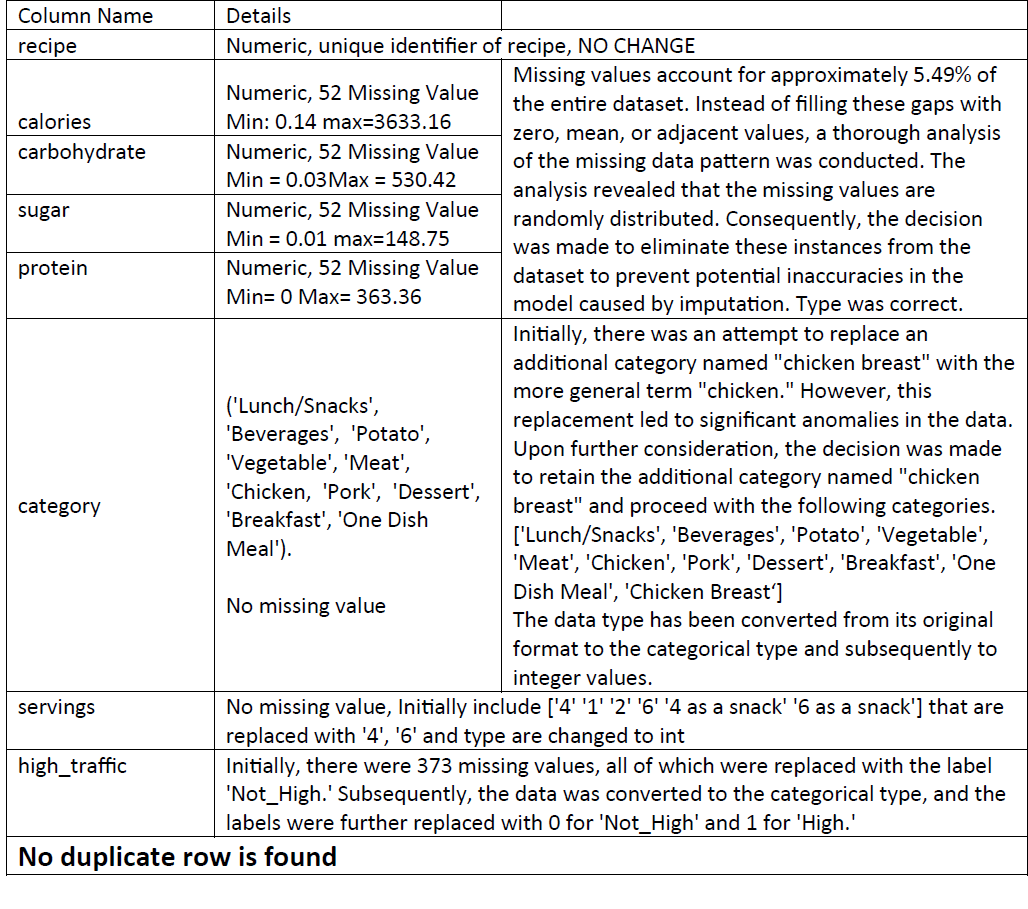 Column Name Details
recipe Numeric, unique identifier of recipe, NO CHANGE
calories
Numeric, 52 Missing Value
Min: 0.14 max=3633.16
carbohydrate
Numeric, 52 Missing Value
Min = 0.03Max = 530.42
sugar
Numeric, 52 Missing Value
Min = 0.01 max=148.75
protein
Numeric, 52 Missing Value
Min= 0 Max= 363.36
Missing values account for approximately 5.49% of
the entire dataset. Instead of filling these gaps with
zero, mean, or adjacent values, a thorough analysis
of the missing data pattern was conducted. The
analysis revealed that the missing values are
randomly distributed. Consequently, the decision
was made to eliminate these instances from the
dataset to prevent potential inaccuracies in the
model caused by imputation. Type was correct.
category
('Lunch/Snacks',
'Beverages', 'Potato',
'Vegetable', 'Meat',
'Chicken, 'Pork', 'Dessert',
'Breakfast', 'One Dish
Meal').
No missing value
Initially, there was an attempt to replace an
additional category named "chicken breast" with the
more general term "chicken." However, this
replacement led to significant anomalies in the data.
Upon further consideration, the decision was made
to retain the additional category named "chicken
breast" and proceed with the following categories.
['Lunch/Snacks', 'Beverages', 'Potato', 'Vegetable',
'Meat', 'Chicken', 'Pork', 'Dessert', 'Breakfast', 'One
Dish Meal', 'Chicken Breast‘]
The data type has been converted from its original
format to the categorical type and subsequently to
integer values.
servings
No missing value, Initially include ['4' '1' '2' '6' '4 as a snack' '6 as a snack'] that are
replaced with '4', '6' and type are changed to int
high_traffic
Initially, there were 373 missing values, all of which were replaced with the label
'Not_High.' Subsequently, the data was converted to the categorical type, and the
labels were further replaced with 0 for 'Not_High' and 1 for 'High.'
No duplicate row is found